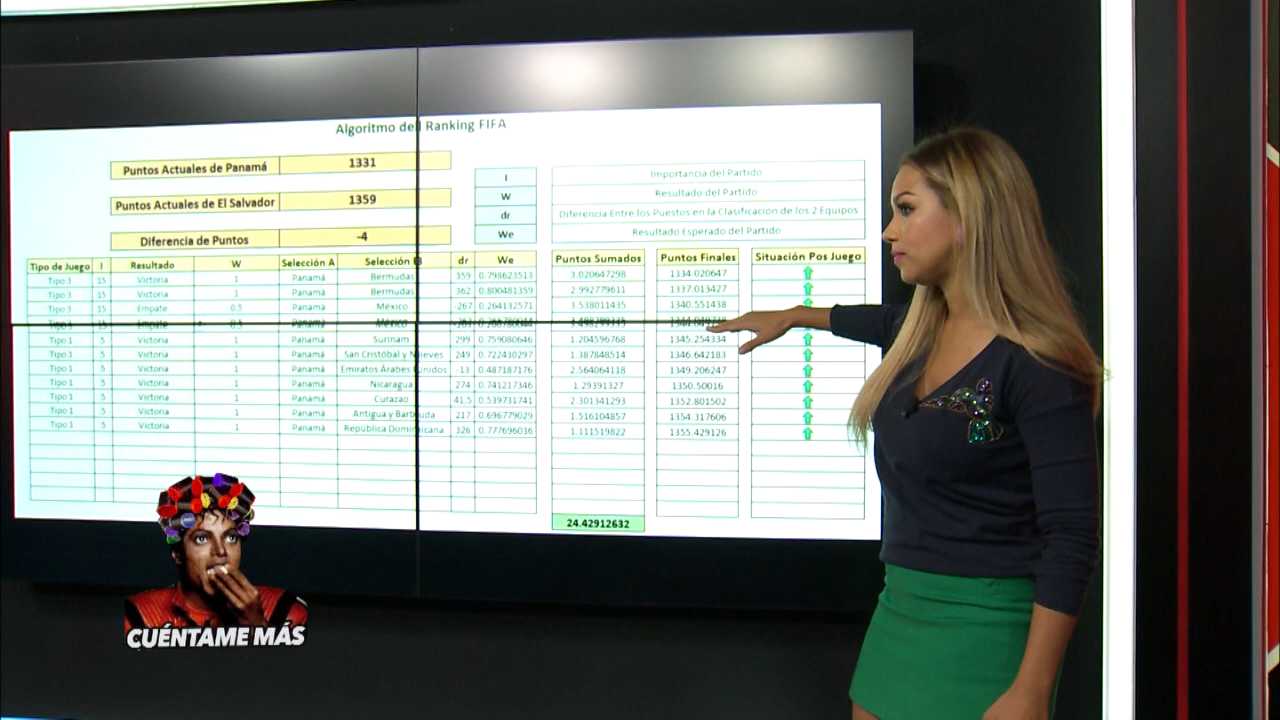 Algoritmo del Ranking FIFA
Puntos Actuales de Panamá 1331
Puntos Actuales de El Salvador 1359
Diferencia de Puntos -4
I Importancia del Partido
W Resultado del Partido
dr Diferencia Entre los Puestos en la Clasificación de los 2 Equipos
We Resultado Esperado del Partido
Tipo de Juego I Resultado W Selección A Selección B dr We Puntos Sumados Puntos Finales Situación Pos Juego
Tipo 3 15 Victoria 1 Panamá Bermudas 359 0.798623513 3.020647298 1334.020647
Tipo 3 15 Victoria 1 Panamá Bermudas 362 0.800481359 2.992779611 1337.013427
Tipo 3 15 Empate 0.5 Panamá México -267 0.264132571 3.538011435 1340.551438
Tipo 3 15 Empate 0.5 Panamá México
Tipo 1 5 Victoria 1 Panamá Surinam 299 0.759080646 1.204596768 1345.254334
Tipo 1 5 Victoria 1 Panamá San Cristóbal y Nieves 249 0.722430297 1.387848514 1346.642183
Tipo 1 5 Victoria 1 Panamá Emiratos Árabes Unidos -13 0.487187176 2.564064118 1349.206247
Tipo 1 5 Victoria 1 Panamá Nicaragua 274 0.741217346 1.29391327 1350.50016
Tipo 1 5 Victoria 1 Panamá Curazao 41.5 0.539731741 2.301341293 1352.801502
Tipo 1 5 Victoria 1 Panamá Antigua y Barbuda 217 0.696779029 1.516104857 1354.317606
Tipo 1 5 Victoria 1 Panamá República Dominicana 326 0.777696036 1.111519822 1355.429126
24.42912632
CUÉNTAME MÁS